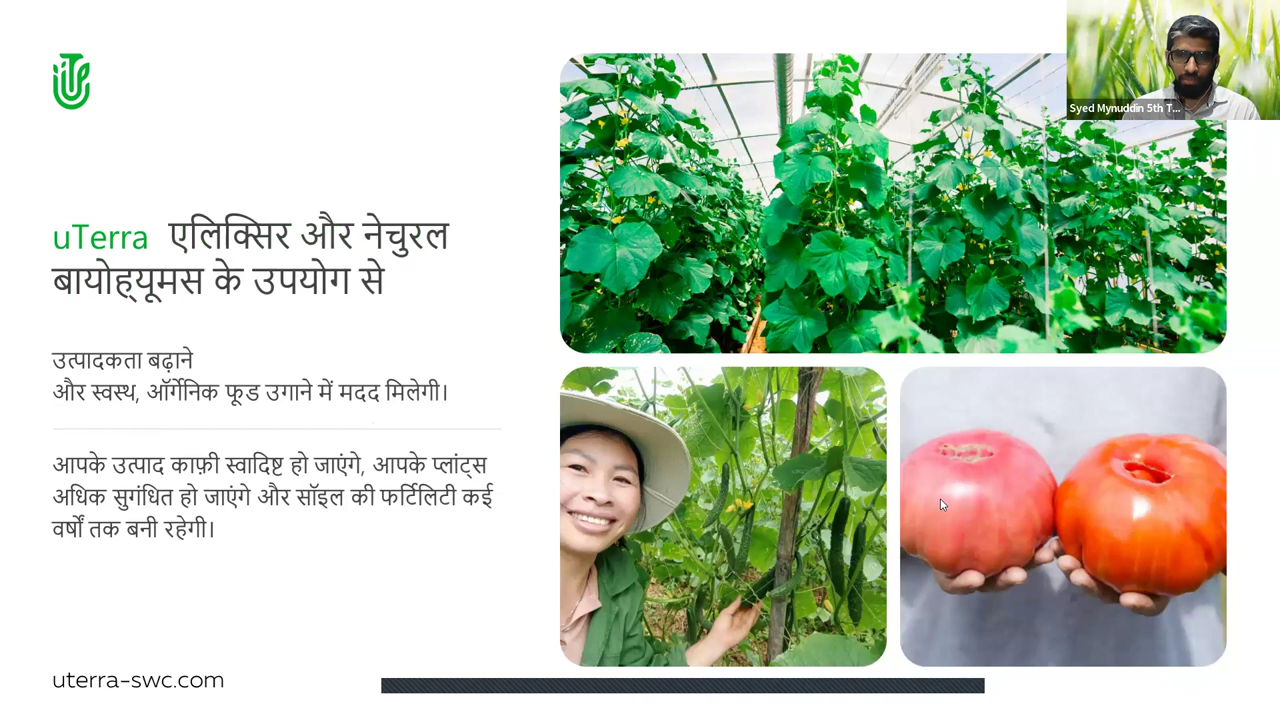 Syed Mynuddin 5th T...
uTerra एलिक्सिर और नेचुरल
बायोह्यूमस के उपयोग से
उत्पादकता बढ़ाने
और स्वस्थ, ऑर्गेनिक फूड उगाने में मदद मिलेगी।
आपके उत्पाद काफ़ी स्वादिष्ट हो जाएंगे, आपके प्लांट्स
अधिक सुगंधित हो जाएंगे और सॉइल की फर्टिलिटी कई
वर्षों तक बनी रहेगी।
uterra-swc.com